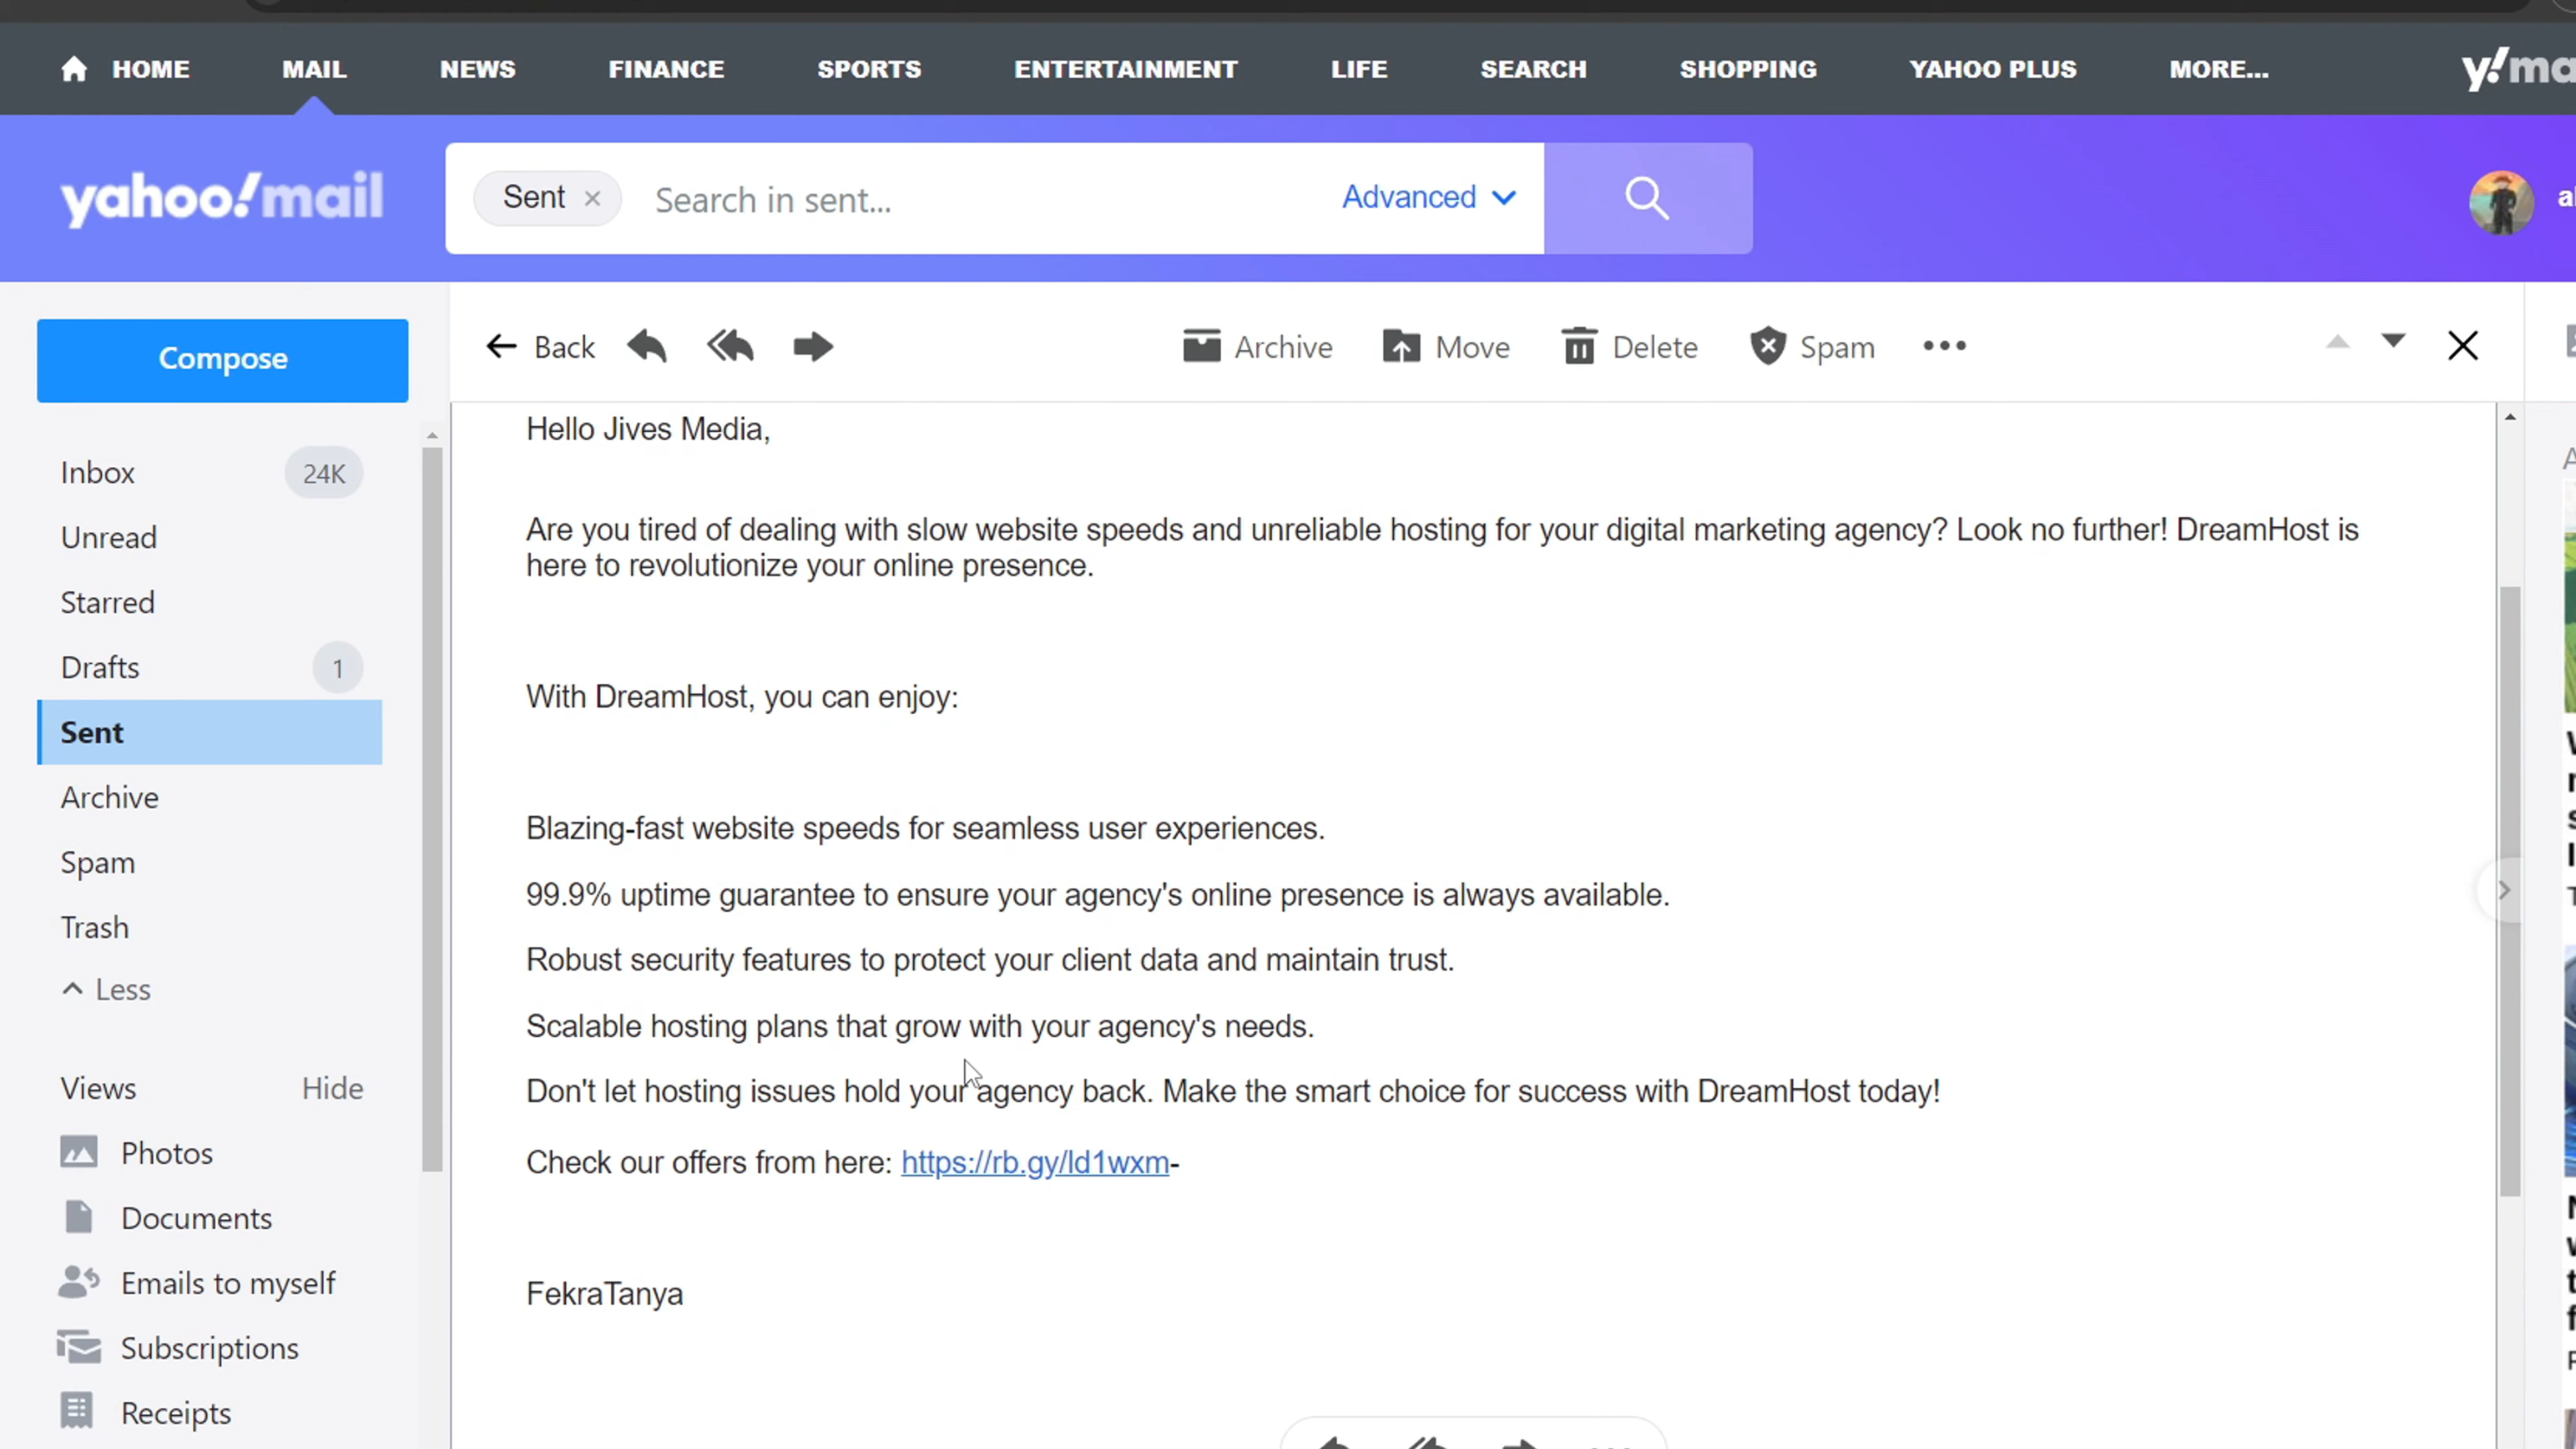 HOME MAIL NEWS FINANCE SPORTS ENTERTAINMENT LIFE SEARCH SHOPPING YAHOO PLUS MORE...
yahoo!mail
Sent × Search in sent... Advanced
Compose
Back Archive Move Delete Spam •••
Inbox 24K
Unread
Starred
Drafts 1
Sent
Archive
Spam
Trash
Less
Views Hide
Photos
Documents
Emails to myself
Subscriptions
Receipts
Hello Jives Media,
Are you tired of dealing with slow website speeds and unreliable hosting for your digital marketing agency? Look no further! DreamHost is
here to revolutionize your online presence.
With DreamHost, you can enjoy:
Blazing-fast website speeds for seamless user experiences.
99.9% uptime guarantee to ensure your agency's online presence is always available.
Robust security features to protect your client data and maintain trust.
Scalable hosting plans that grow with your agency's needs.
Don't let hosting issues hold your agency back. Make the smart choice for success with DreamHost today!
Check our offers from here: https://rb.gy/ld1wxm-
FekraTanya